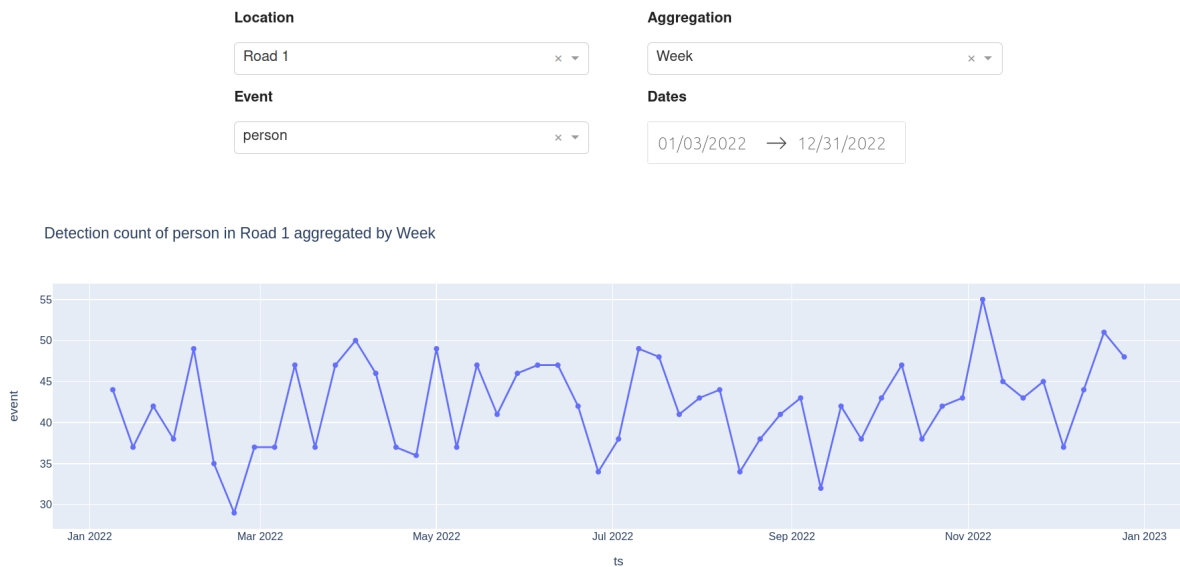 Location
Aggregation
Road 1
Week
Event
Dates
person
01/03/2022 → 12/31/2022
Detection count of person in Road 1 aggregated by Week
55
50
45
40
35
30
event
Jan 2022
Mar 2022
May 2022
Jul 2022
Sep 2022
Nov 2022
Jan 2023
ts